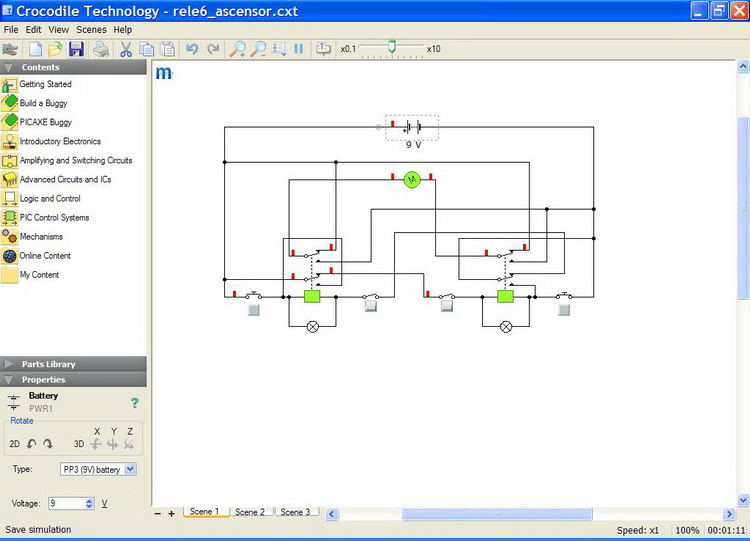 Crocodile Technology - rele6_ascensor.cxt
File Edit View Scenes Help
x0,1 x10
Contents
Getting Started
Build a Buggy
PICAXE Buggy
Introductory Electronics
Amplifying and Switching Circuits
Advanced Circuits and ICs
Logic and Control
PIC Control Systems
Mechanisms
Online Content
My Content
m
9 V
M
Parts Library
Properties
Battery
PWR1
?
Rotate
X Y Z
2D 3D
Type: PP3 (9V) battery
Voltage: 9 V
Scene 1 Scene 2 Scene 3
Save simulation
Speed: x1 100% 00:01:11